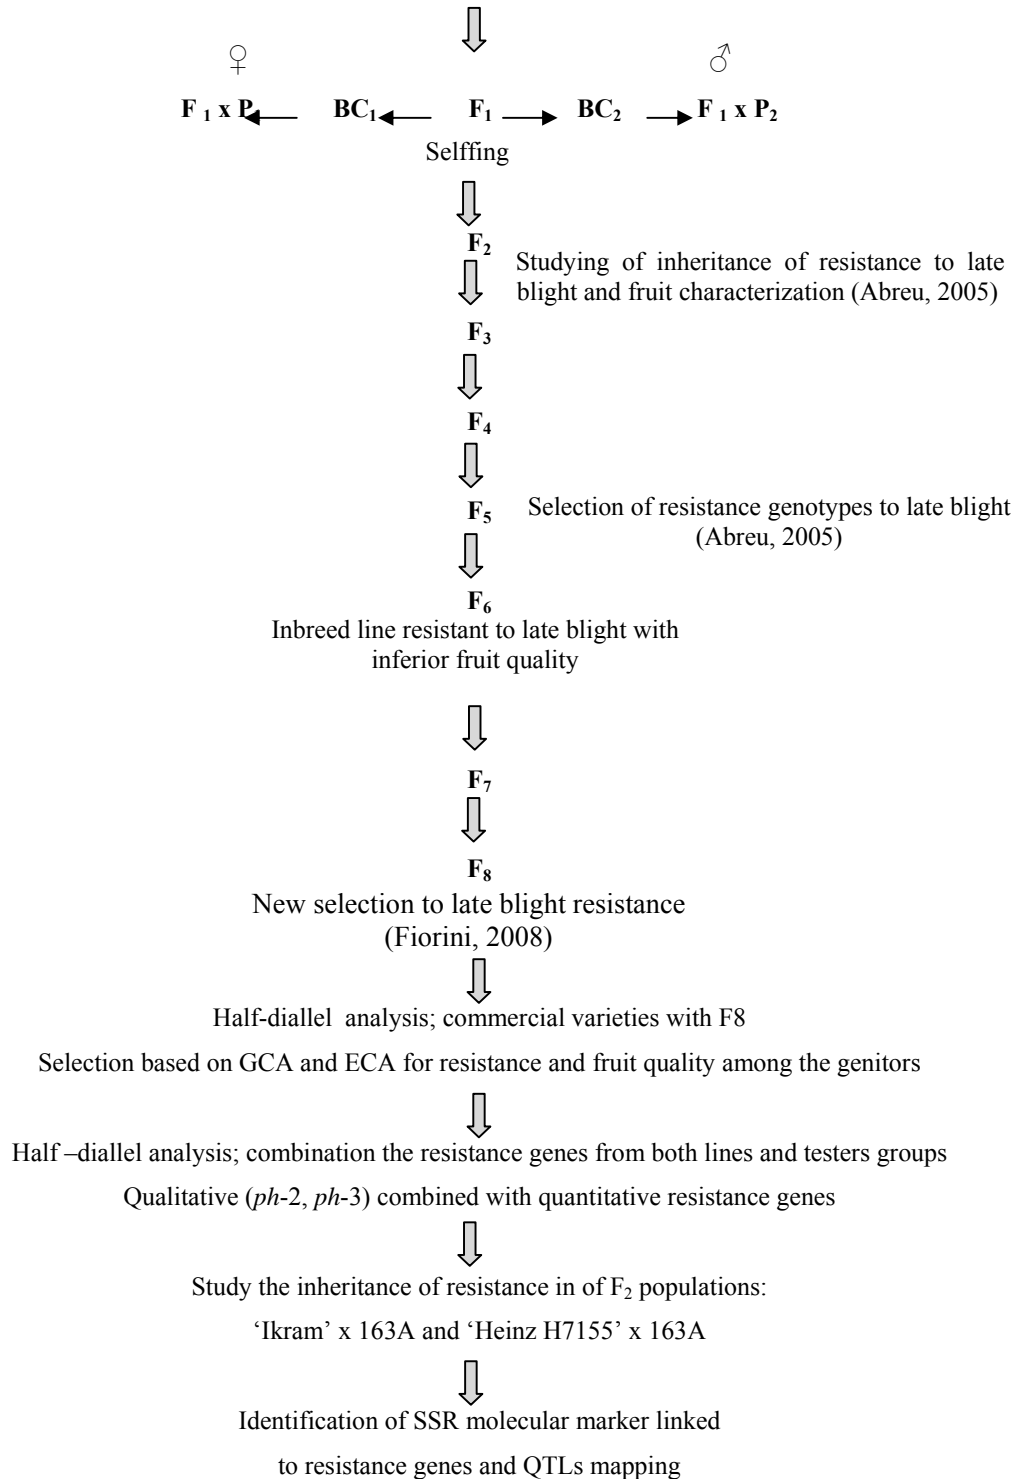 ♀ ♂
F1 x P1 BC1 F1 BC2 F1 x P2
Selffing
F2
Studying of inheritance of resistance to late
blight and fruit characterization (Abreu, 2005)
F3
F4
F5
Selection of resistance genotypes to late blight
(Abreu, 2005)
F6
Inbreed line resistant to late blight with
inferior fruit quality
F7
F8
New selection to late blight resistance
(Fiorini, 2008)
Half-diallel analysis; commercial varieties with F8
Selection based on GCA and ECA for resistance and fruit quality among the genitors
Half –diallel analysis; combination the resistance genes from both lines and testers groups
Qualitative (ph-2, ph-3) combined with quantitative resistance genes
Study the inheritance of resistance in of F2 populations:
‘Ikram’ x 163A and ‘Heinz H7155’ x 163A
Identification of SSR molecular marker linked
to resistance genes and QTLs mapping